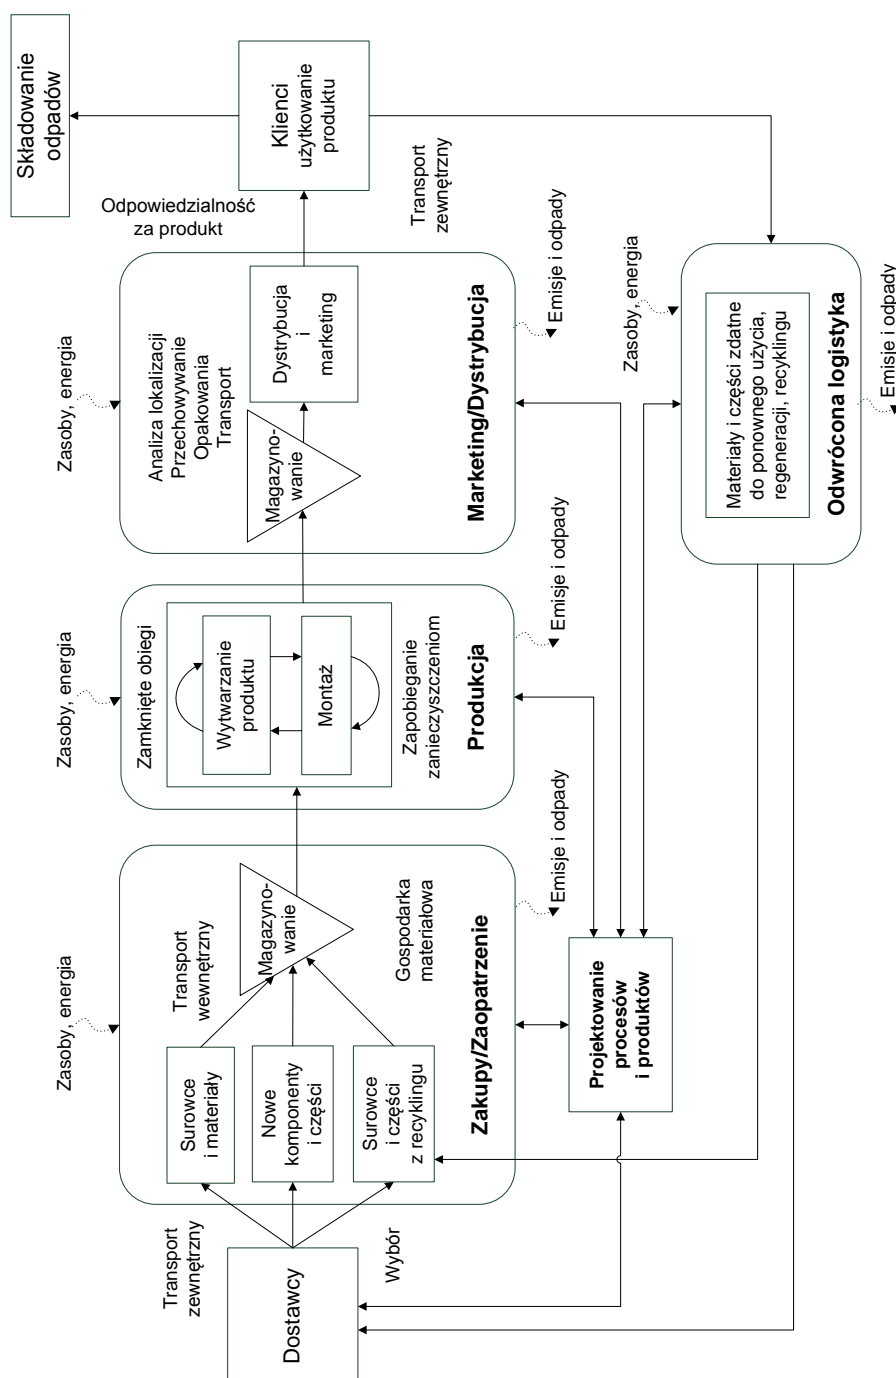 Dostawcy
Transport
zewnętrzny
Wybór
Zasoby, energia
Surowce
i materiały
Nowe
komponenty
i części
Surowce
i części
z recyklingu
Transport
wewnętrzny
Magazyno-
wanie
Gospodarka
materiałowa
Zakupy/Zaopatrzenie
Emisje i odpady
Zasoby, energia
Zamknięte obiegi
Wytwarzanie
produktu
Montaż
Zapobieganie
zanieczyszczeniom
Produkcja
Emisje i odpady
Zasoby, energia
Analiza lokalizacji
Przechowywanie
Opakowania
Transport
Magazyno-
wanie
Dystrybucja
i
marketing
Marketing/Dystrybucja
Emisje i odpady
Odpowiedzialność
za produkt
Składowanie
odpadów
Klienci
użytkowanie
produktu
Transport
zewnętrzny
Projektowanie
procesów
i produktów
Zasoby, energia
Materiały i części zdatne
do ponownego użycia,
regeneracji, recyklingu
Odwrócona logistyka
Emisje i odpady